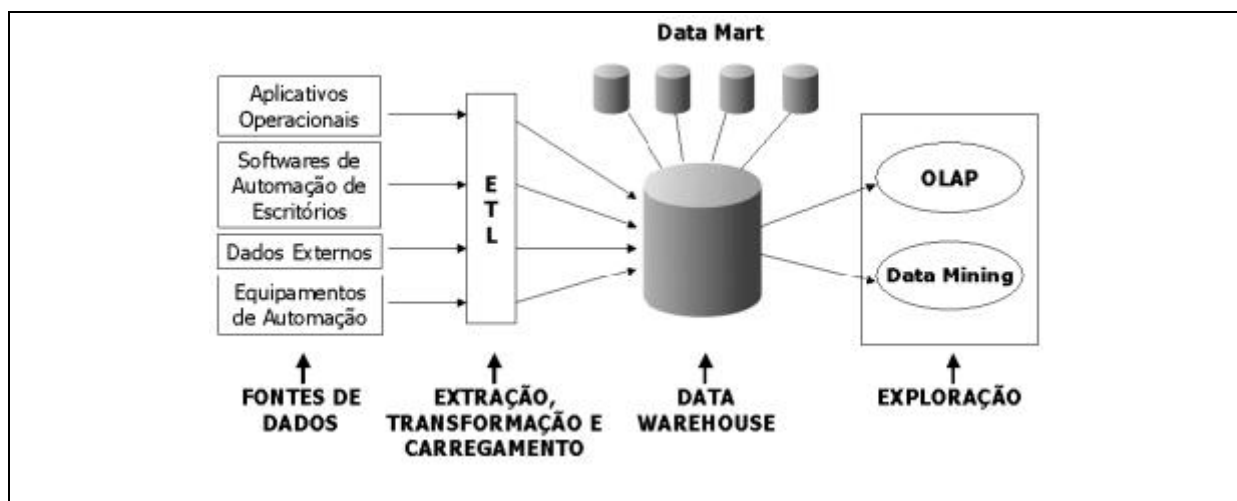 Data Mart
Aplicativos
Operacionais
Softwares de
Automação de
Escritórios
Dados Externos
Equipamentos
de Automação
E
T
L
OLAP
Data Mining
FONTES DE
DADOS
EXTRAÇÃO,
TRANSFORMAÇÃO E
CARREGAMENTO
DATA
WAREHOUSE
EXPLORAÇÃO